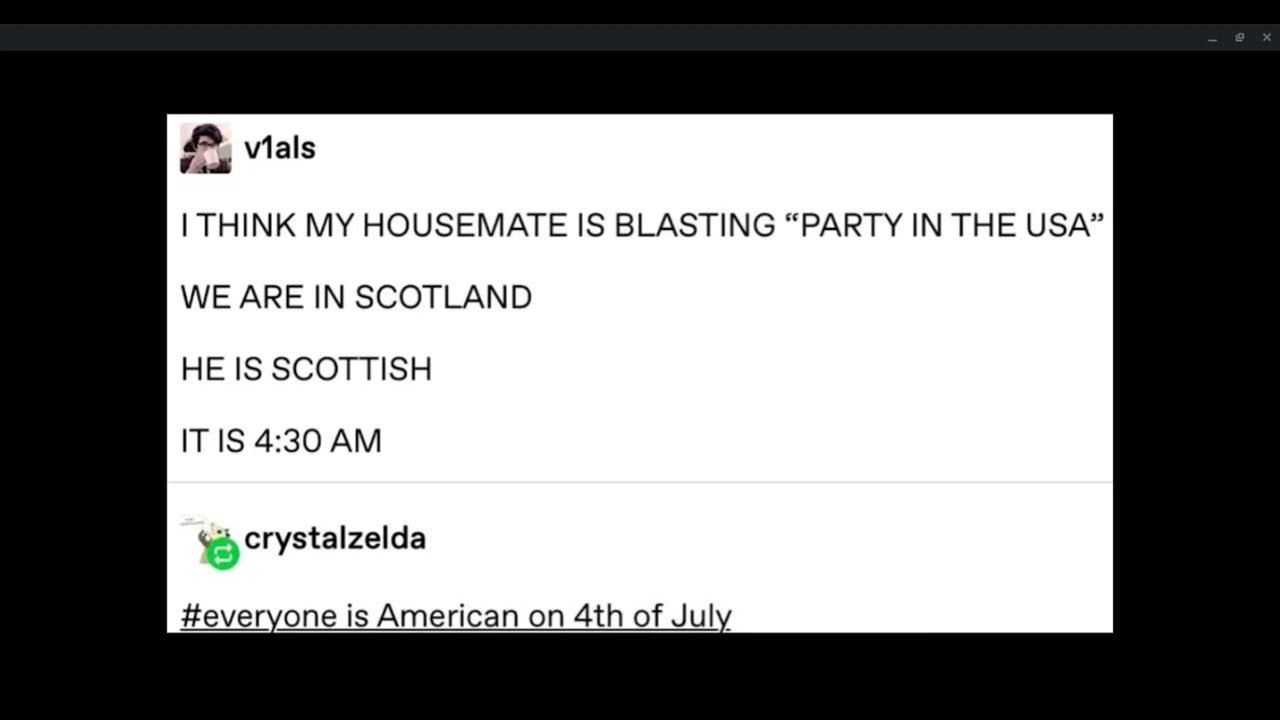 v1als
I THINK MY HOUSEMATE IS BLASTING “PARTY IN THE USA”
WE ARE IN SCOTLAND
HE IS SCOTTISH
IT IS 4:30 AM
crystalzelda
#everyone is American on 4th of July